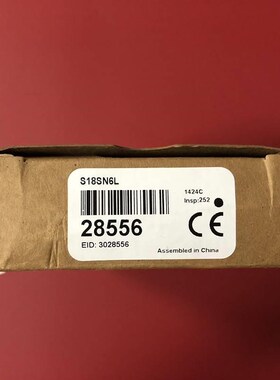 S18SN6L
1424C
Insp:252
28556
CE
EID: 3028556
Assembled in China